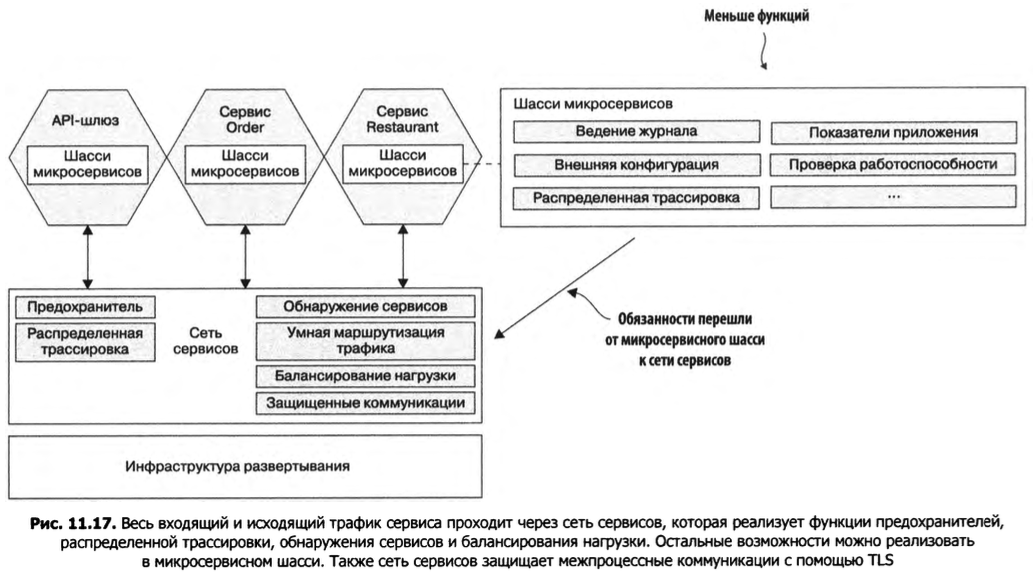 Меньше функций
API-шлюз
Шасси
микросервисов
Сервис
Order
Шасси
микросервисов
Сервис
Restaurant
Шасси
микросервисов
Шасси микросервисов
Ведение журнала
Показатели приложения
Внешняя конфигурация
Проверка работоспособности
Распределенная трассировка
...
Предохранитель
Распределенная
трассировка
Сеть
сервисов
Обнаружение сервисов
Умная маршрутизация
трафика
Балансирование нагрузки
Защищенные коммуникации
Обязанности перешли
от микросервисного шасси
к сети сервисов
Инфраструктура развертывания
Рис. 11.17. Весь входящий и исходящий трафик сервиса проходит через сеть сервисов, которая реализует функции предохранителей,
распределенной трассировки, обнаружения сервисов и балансирования нагрузки. Остальные возможности можно реализовать
в микросервисном шасси. Также сеть сервисов защищает межпроцессные коммуникации с помощью TLS